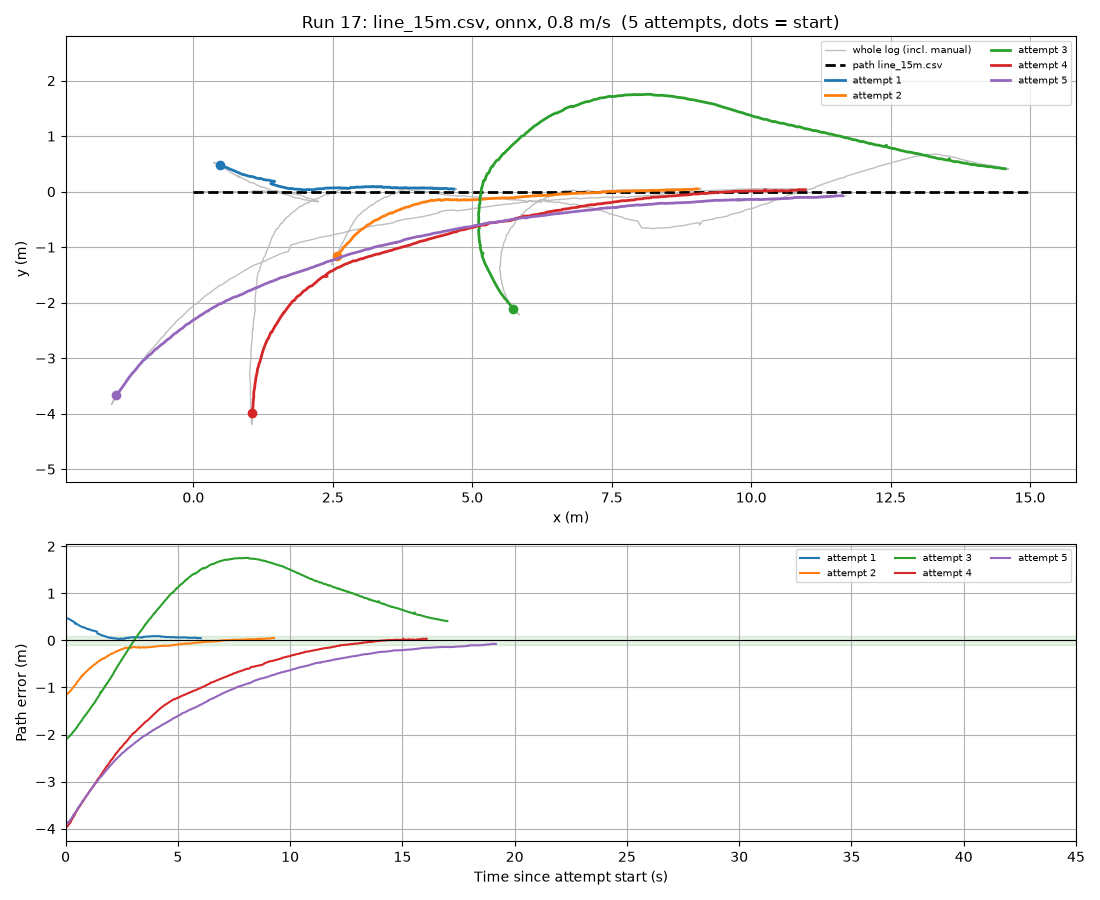 Run 17: line_15m.csv, onnx, 0.8 m/s  (5 attempts, dots = start)
whole log (incl. manual)
path line_15m.csv
attempt 1
attempt 2
attempt 3
attempt 4
attempt 5
y (m)
2
1
0
−1
−2
−3
−4
−5
0.0 2.5 5.0 7.5 10.0 12.5 15.0
x (m)
attempt 1
attempt 2
attempt 3
attempt 4
attempt 5
Path error (m)
2
1
0
−1
−2
−3
−4
0 5 10 15 20 25 30 35 40 45
Time since attempt start (s)